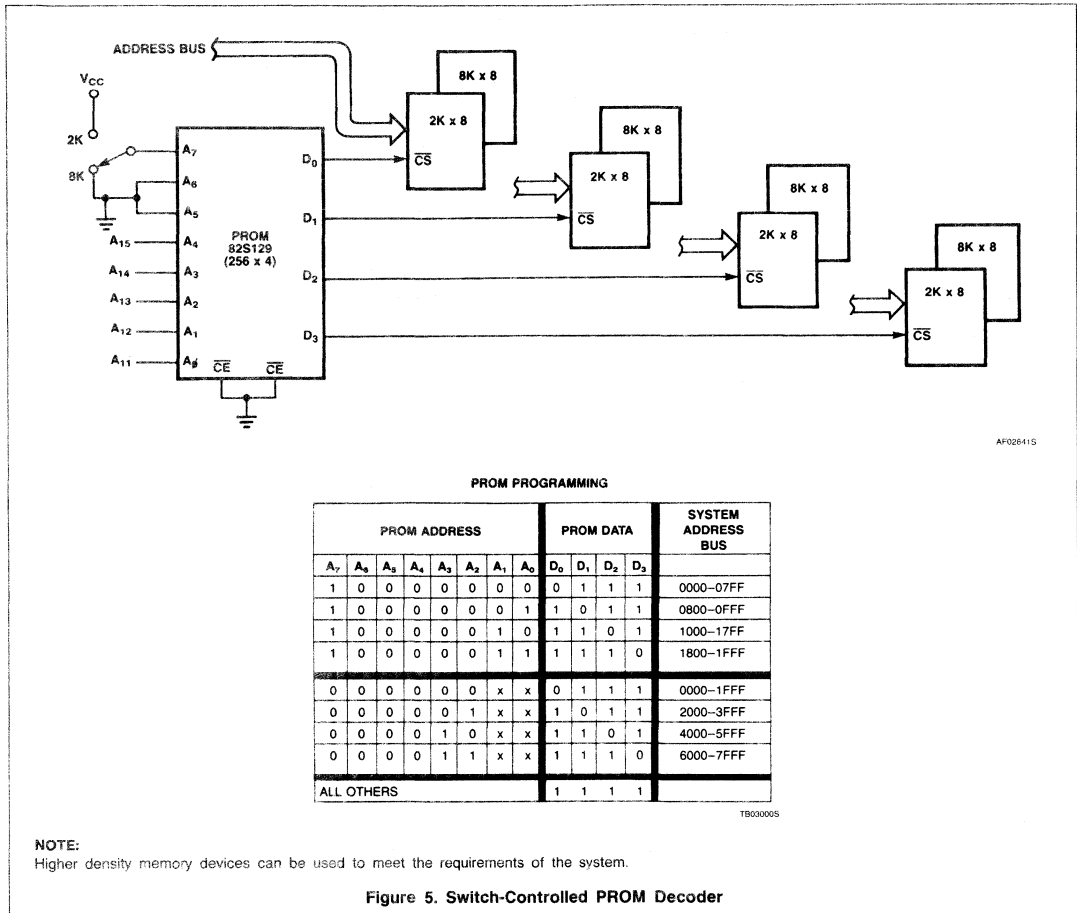 ADDRESS BUS
V_CC
2K
8K
8K x 8
2K x 8
C̅S̅
8K x 8
2K x 8
C̅S̅
8K x 8
2K x 8
C̅S̅
8K x 8
2K x 8
C̅S̅
A₇ D₀
A₆
A₅ D₁
A₁₅ A₄
PROM
82S129
(256 x 4)
A₁₄ A₃ D₂
A₁₃ A₂
A₁₂ A₁ D₃
A₁₁ A0̸ C̅E̅ C̅E̅
AF02641S
PROM PROGRAMMING
PROM ADDRESS PROM DATA SYSTEM ADDRESS BUS
A₇ A₆ A₅ A₄ A₃ A₂ A₁ A₀ D₀ D₁ D₂ D₃
1 0 0 0 0 0 0 0 0 1 1 1 0000–07FF
1 0 0 0 0 0 0 1 1 0 1 1 0800–0FFF
1 0 0 0 0 0 1 0 1 1 0 1 1000–17FF
1 0 0 0 0 0 1 1 1 1 1 0 1800–1FFF
0 0 0 0 0 0 x x 0 1 1 1 0000–1FFF
0 0 0 0 0 1 x x 1 0 1 1 2000–3FFF
0 0 0 0 1 0 x x 1 1 0 1 4000–5FFF
0 0 0 0 1 1 x x 1 1 1 0 6000–7FFF
ALL OTHERS 1 1 1 1
TB03000S
NOTE:
Higher density memory devices can be used to meet the requirements of the system.
Figure 5. Switch-Controlled PROM Decoder